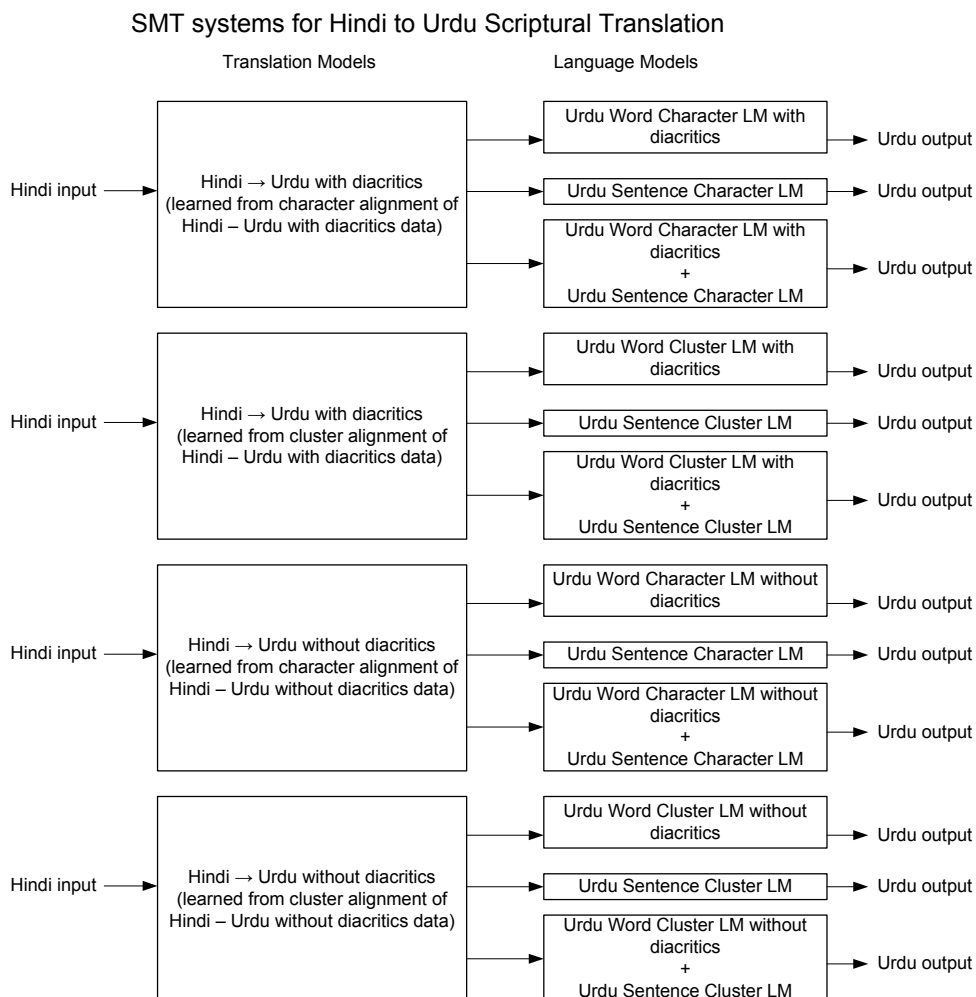 SMT systems for Hindi to Urdu Scriptural Translation
Translation Models
Language Models
Hindi input
Hindi → Urdu with diacritics
(learned from character alignment of
Hindi – Urdu with diacritics data)
Urdu Word Character LM with
diacritics
Urdu output
Urdu Sentence Character LM
Urdu output
Urdu Word Character LM with
diacritics
+
Urdu Sentence Character LM
Urdu output
Hindi input
Hindi → Urdu with diacritics
(learned from cluster alignment of
Hindi – Urdu with diacritics data)
Urdu Word Cluster LM with
diacritics
Urdu output
Urdu Sentence Cluster LM
Urdu output
Urdu Word Cluster LM with
diacritics
+
Urdu Sentence Cluster LM
Urdu output
Hindi input
Hindi → Urdu without diacritics
(learned from character alignment of
Hindi – Urdu without diacritics data)
Urdu Word Character LM without
diacritics
Urdu output
Urdu Sentence Character LM
Urdu output
Urdu Word Character LM without
diacritics
+
Urdu Sentence Character LM
Urdu output
Hindi input
Hindi → Urdu without diacritics
(learned from cluster alignment of
Hindi – Urdu without diacritics data)
Urdu Word Cluster LM without
diacritics
Urdu output
Urdu Sentence Cluster LM
Urdu output
Urdu Word Cluster LM without
diacritics
+
Urdu Sentence Cluster LM
Urdu output